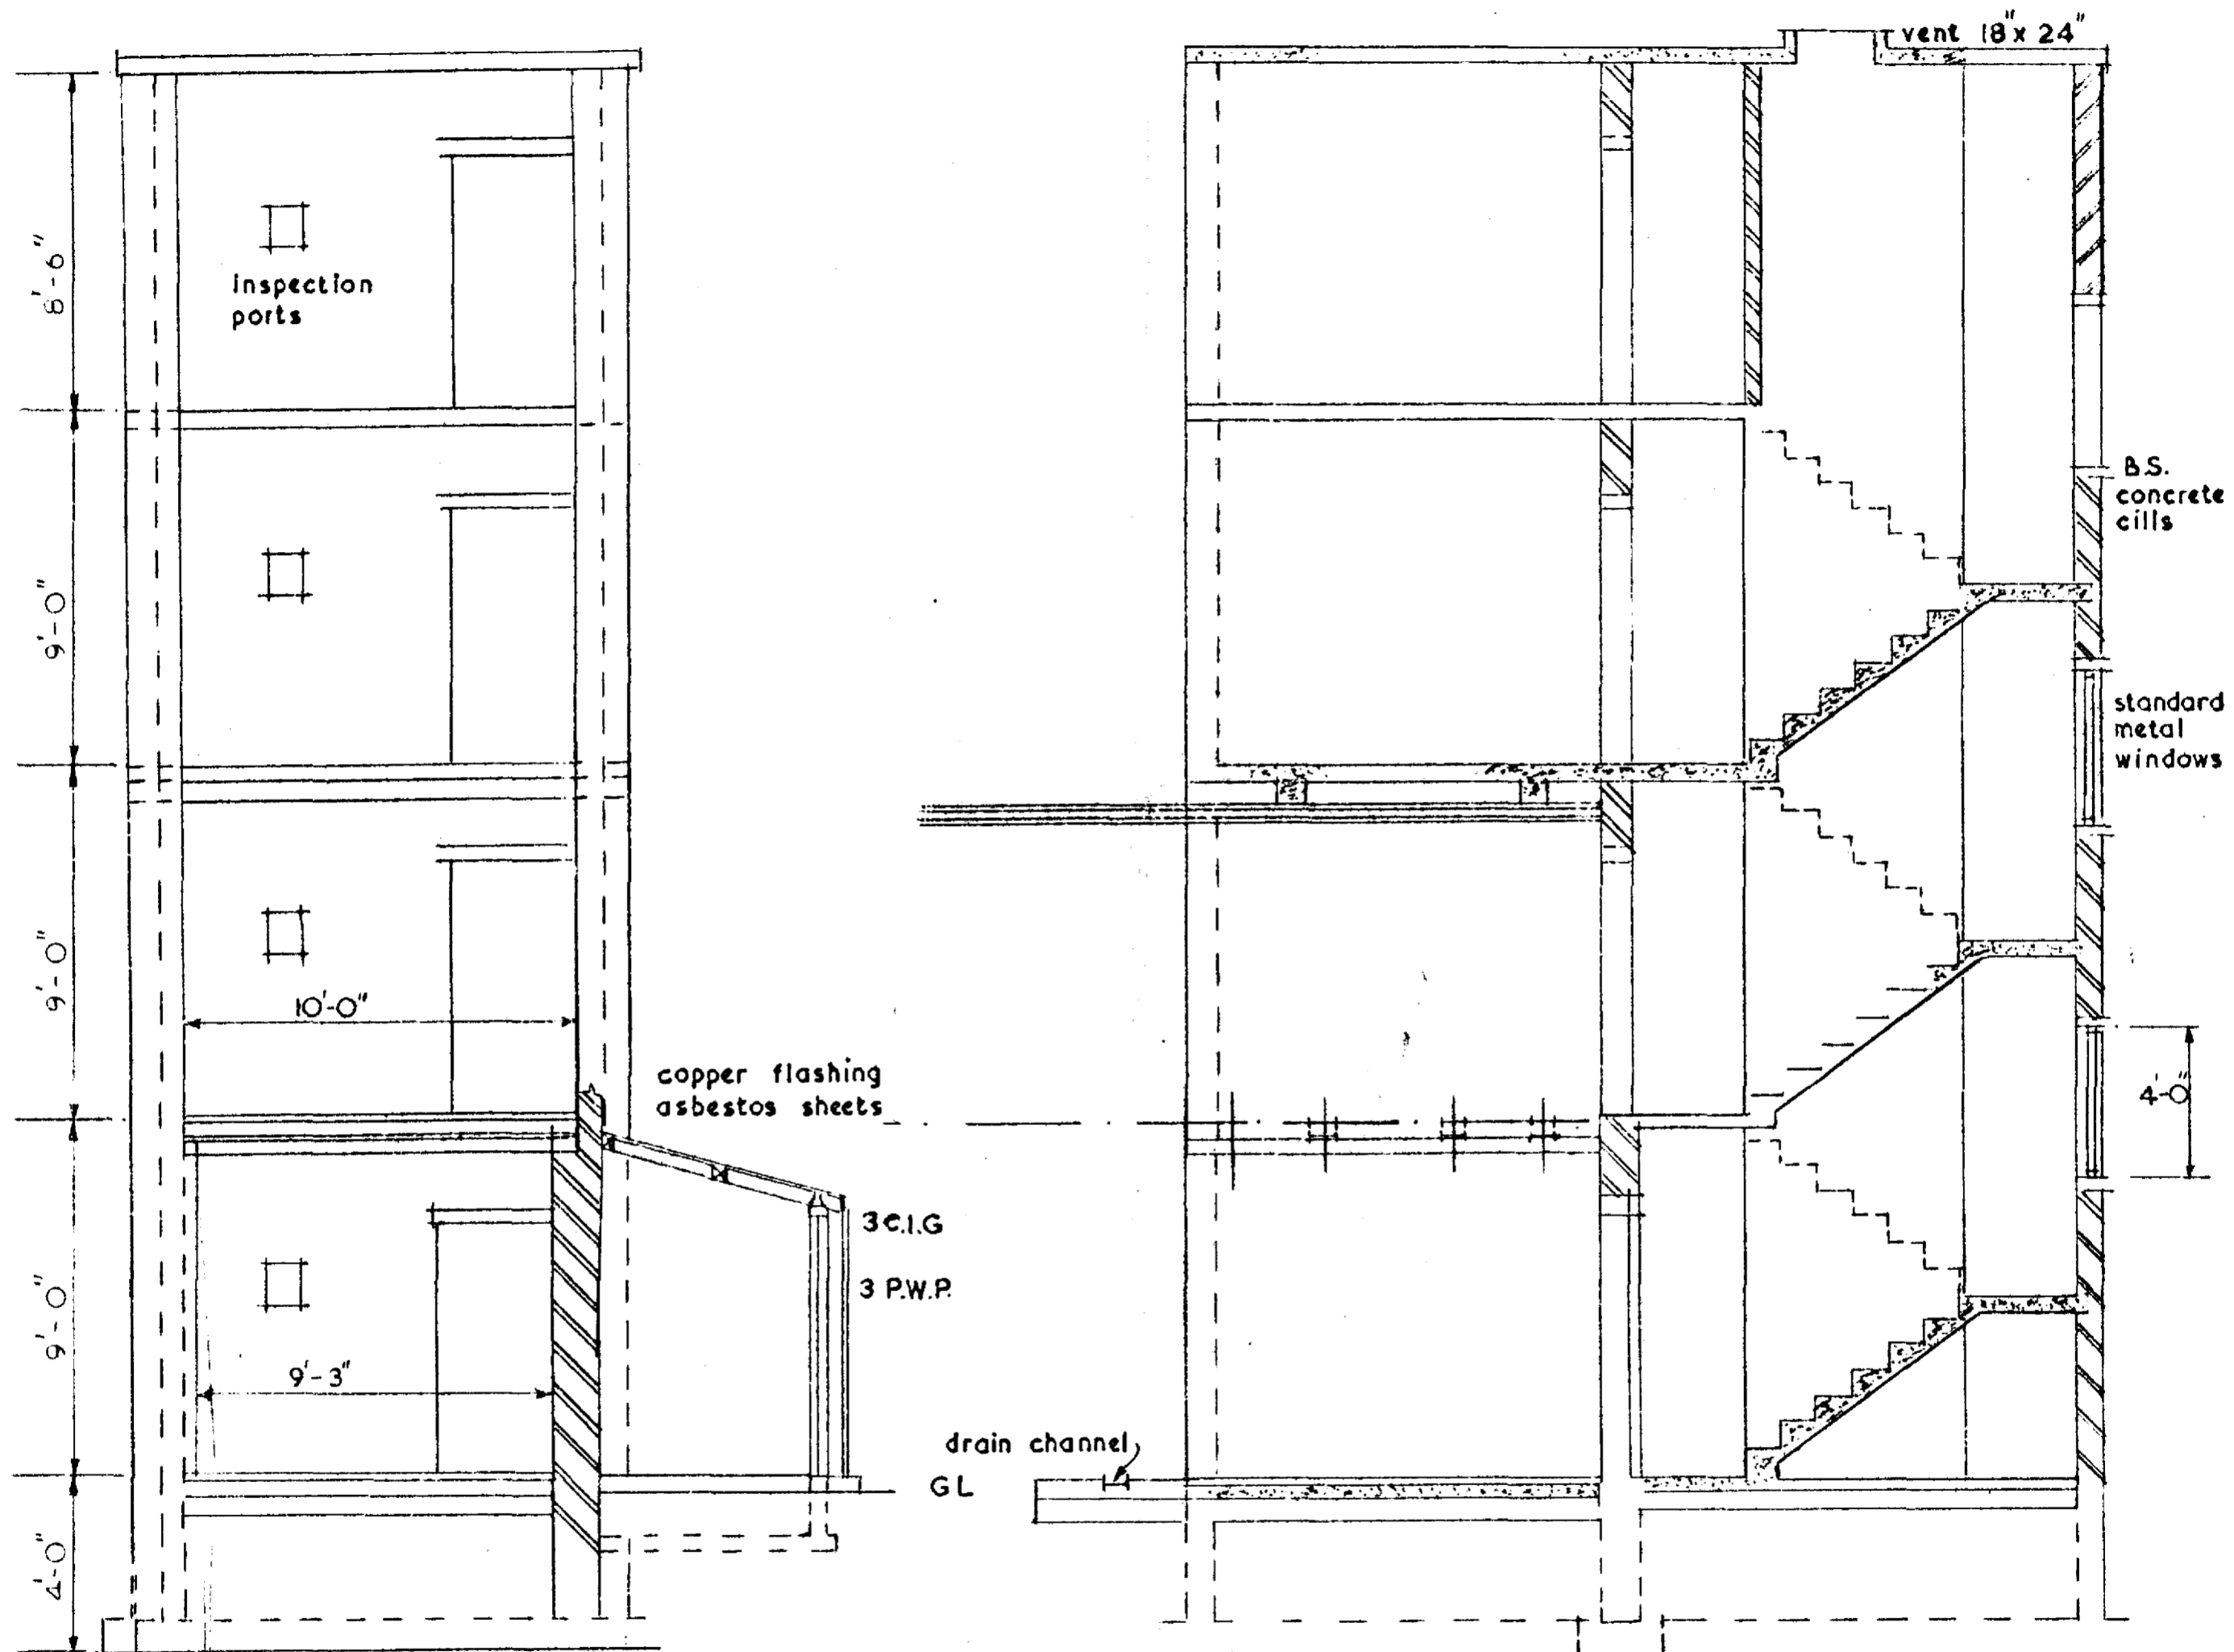 vent 18"x 24"
8'-6"
inspection
ports
9'-0"
B.S.
concrete
cills
standard
metal
windows
9'-0"
10'-0"
copper flashing
asbestos sheets
4'-0"
3 C.I.G
3 P.W.P.
9'-0"
9'-3"
drain channel
GL
4'-0"